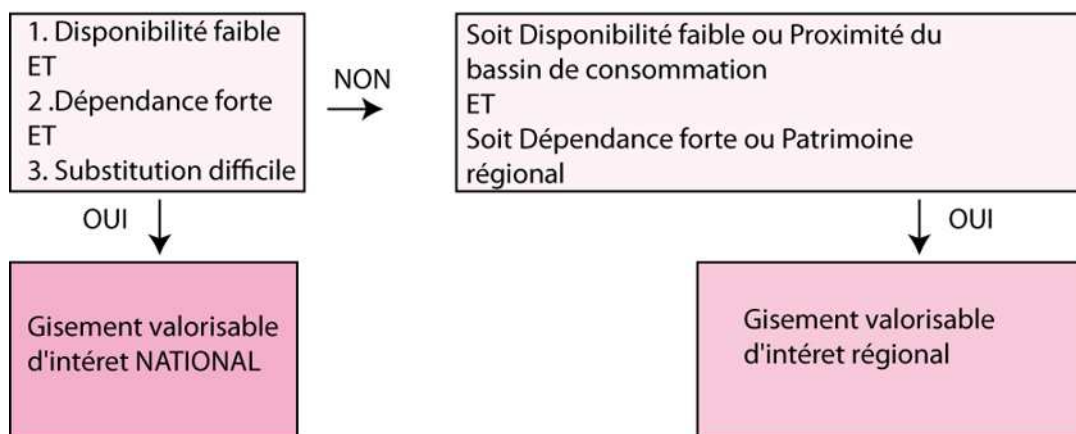 1. Disponibilité faible
ET
2 .Dépendance forte
ET
3. Substitution difficile
NON
Soit Disponibilité faible ou Proximité du
bassin de consommation
ET
Soit Dépendance forte ou Patrimoine
régional
OUI
OUI
Gisement valorisable
d'intéret NATIONAL
Gisement valorisable
d'intéret régional